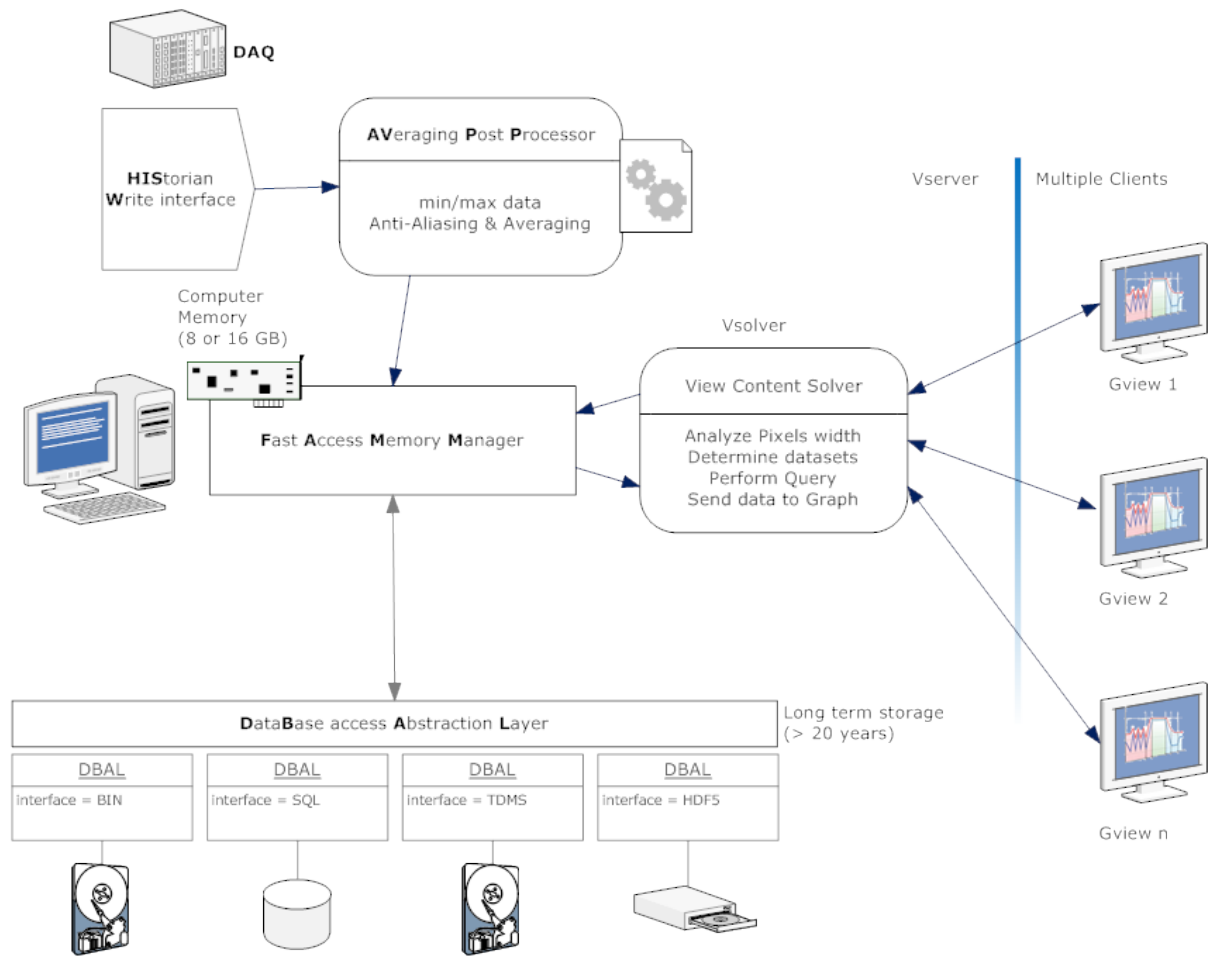 DAQ
AVeraging Post Processor
HIStorian
Write interface
min/max data
Anti-Aliasing & Averaging
Vserver
Multiple Clients
Computer
Memory
(8 or 16 GB)
Vsolver
View Content Solver
Gview 1
Fast Access Memory Manager
Analyze Pixels width
Determine datasets
Perform Query
Send data to Graph
Gview 2
DataBase access Abstraction Layer
Long term storage
(> 20 years)
DBAL
interface = BIN
DBAL
interface = SQL
DBAL
interface = TDMS
DBAL
interface = HDF5
Gview n